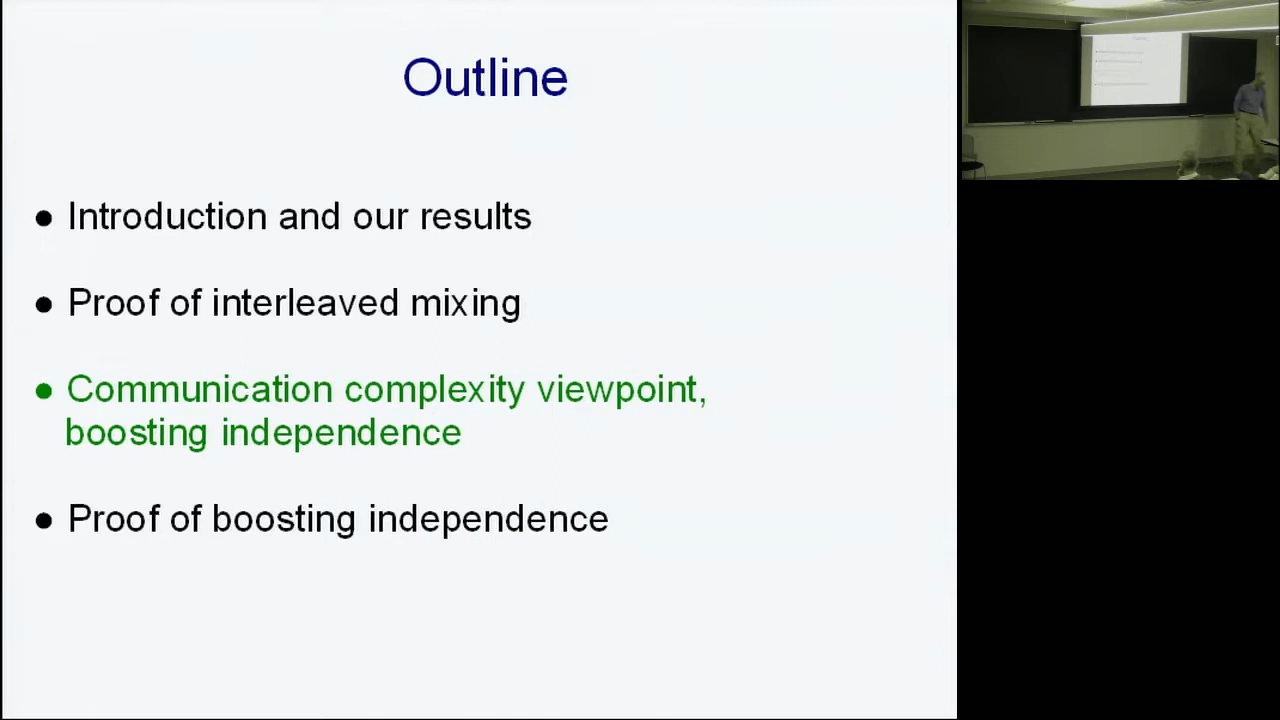 Outline
● Introduction and our results
● Proof of interleaved mixing
● Communication complexity viewpoint,
boosting independence
● Proof of boosting independence